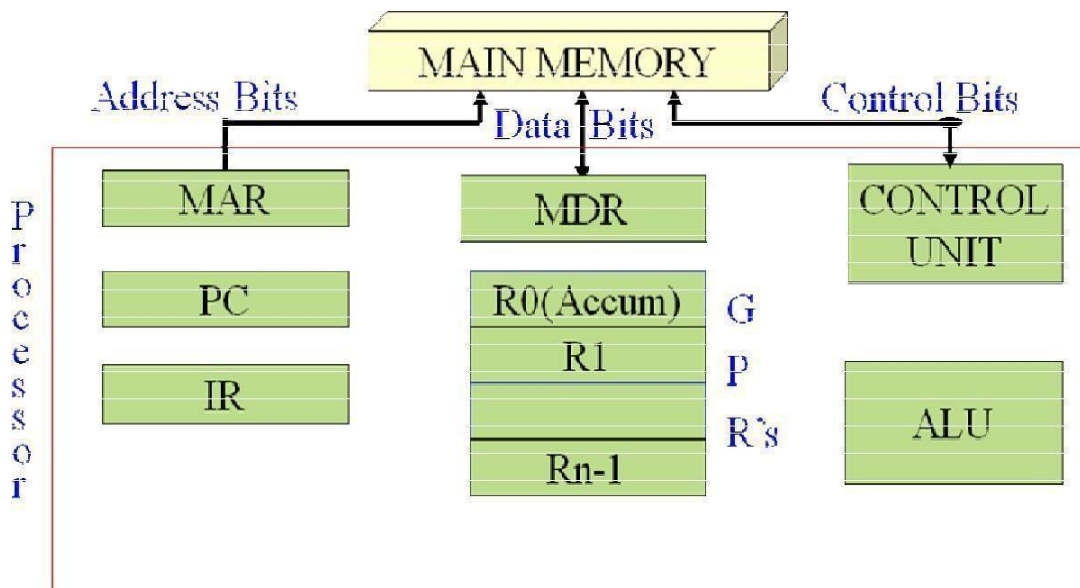 MAIN MEMORY
Address Bits
Data Bits
Control Bits
Processor
MAR
MDR
CONTROL
UNIT
PC
R0(Accum)
G
R1
P
IR
R`s
ALU
Rn-1